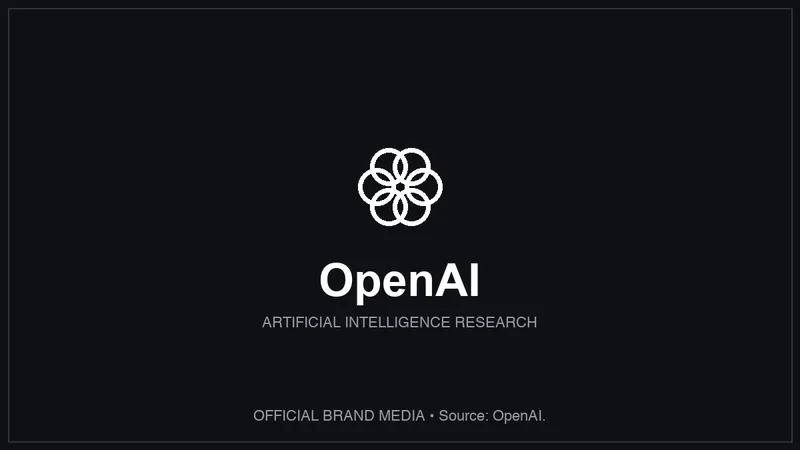 OpenAI
ARTIFICIAL INTELLIGENCE RESEARCH
OFFICIAL BRAND MEDIA • Source: OpenAI.